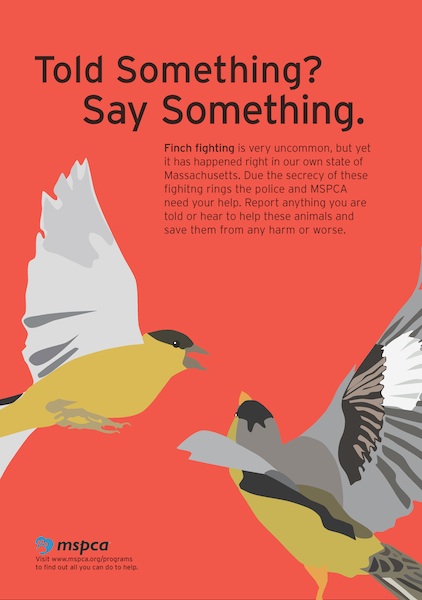 Told Something?
Say Something.
Finch fighting is very uncommon, but yet
it has happened right in our own state of
Massachusetts. Due the secrecy of these
fighitng rings the police and MSPCA
need your help. Report anything you are
told or hear to help these animals and
save them from any harm or worse.
mspca
Visit www.mspca.org/programs
to find out all you can do to help.